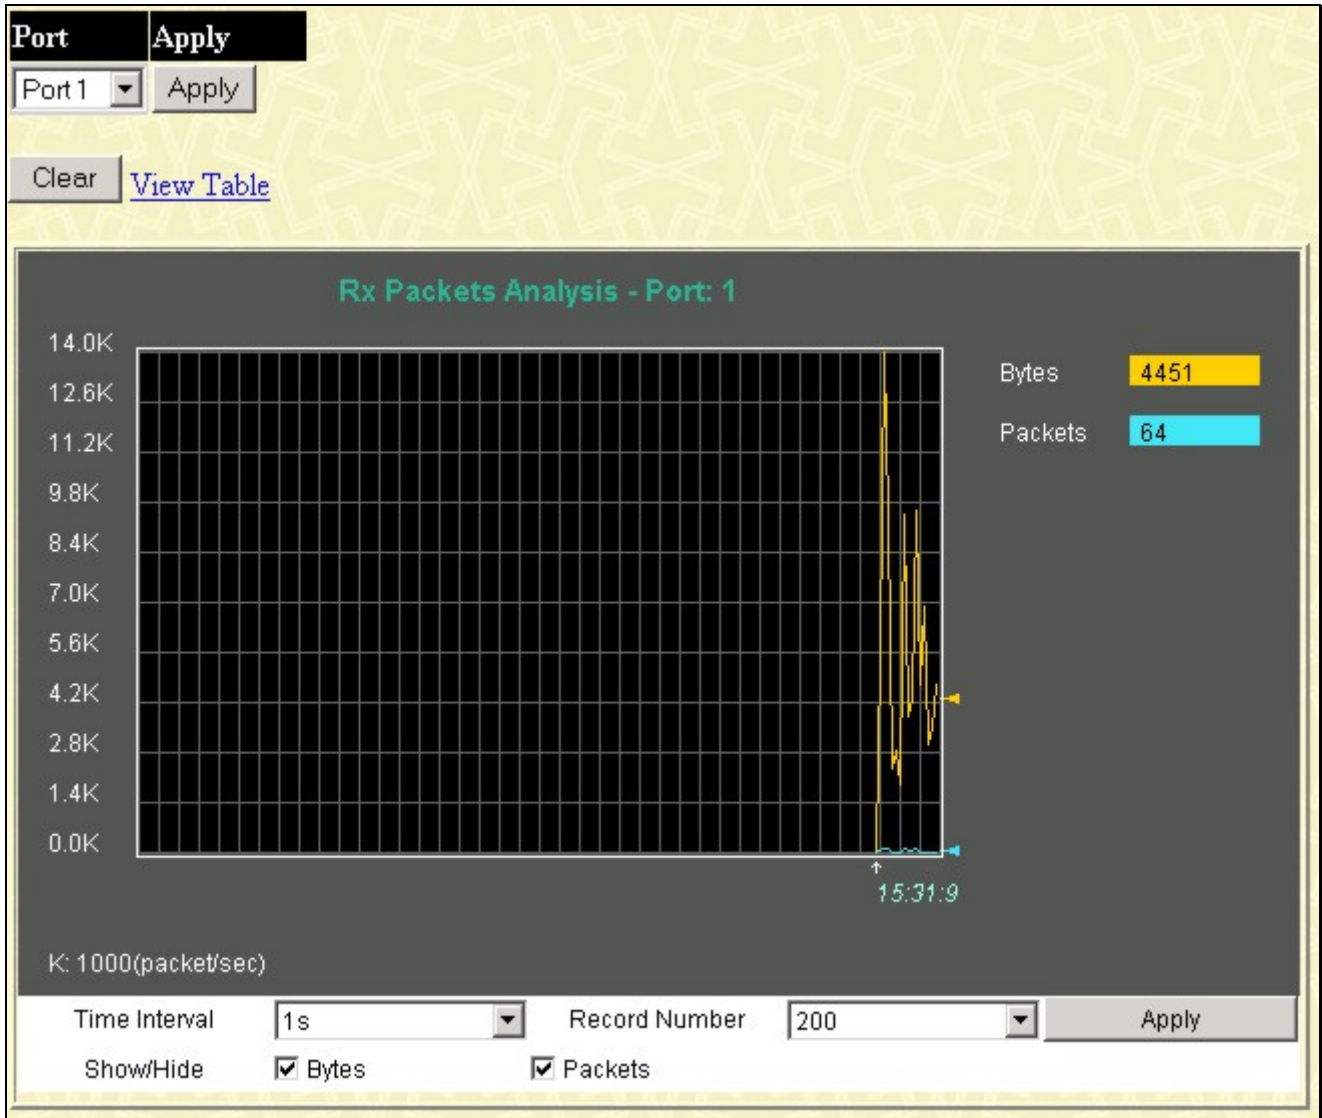 Port Apply
Port 1 Apply
Clear View Table
Rx Packets Analysis - Port: 1
14.0K
12.6K
11.2K
9.8K
8.4K
7.0K
5.6K
4.2K
2.8K
1.4K
0.0K
Bytes 4451
Packets 64
15:31:9
K: 1000(packet/sec)
Time Interval 1s Record Number 200 Apply
Show/Hide Bytes Packets